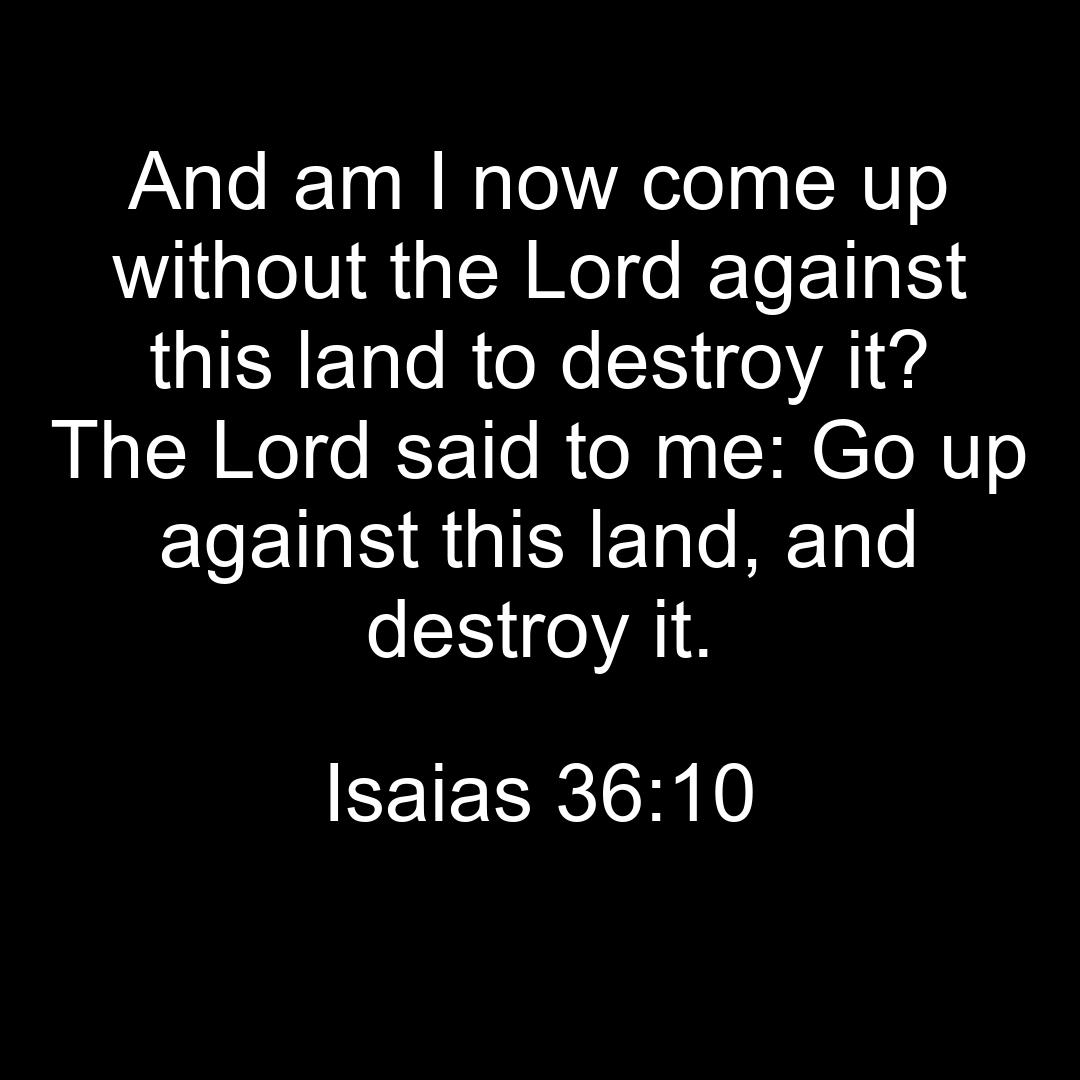 And am I now come up
without the Lord against
this land to destroy it?
The Lord said to me: Go up
against this land, and
destroy it.
Isaias 36:10